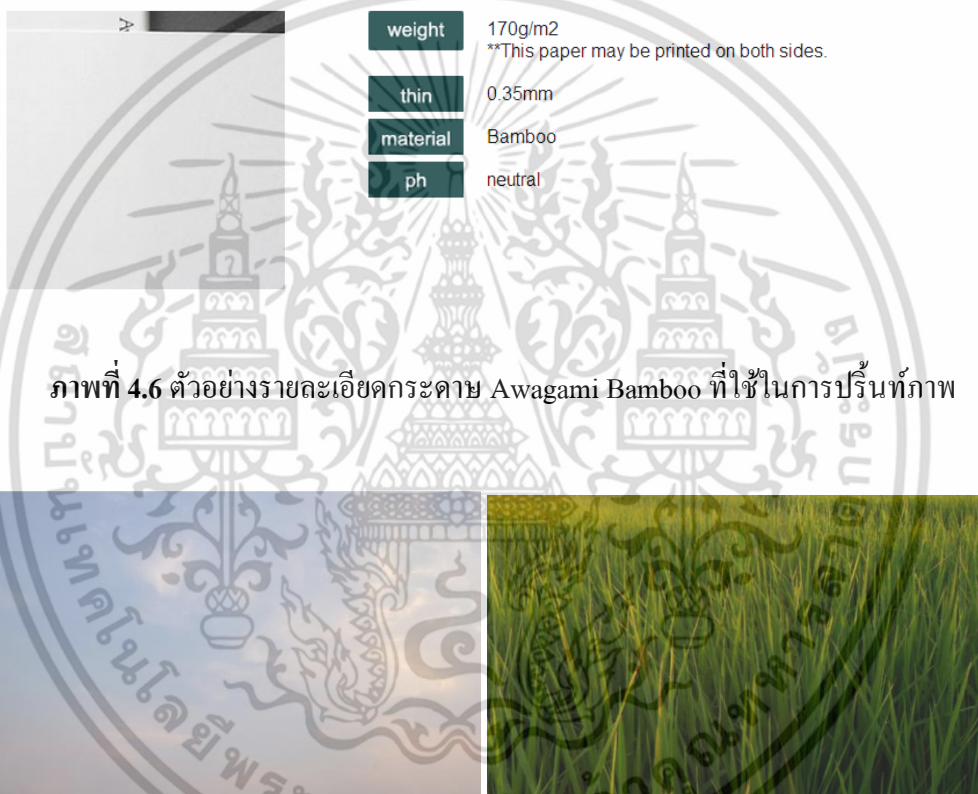 A
weight 170g/m2
**This paper may be printed on both sides.
thin 0.35mm
material Bamboo
ph neutral
ภาพที่ 4.6 ตัวอย่างรายละเอียดกระดาษ Awagami Bamboo ที่ใช้ในการปริ้นท์ภาพ